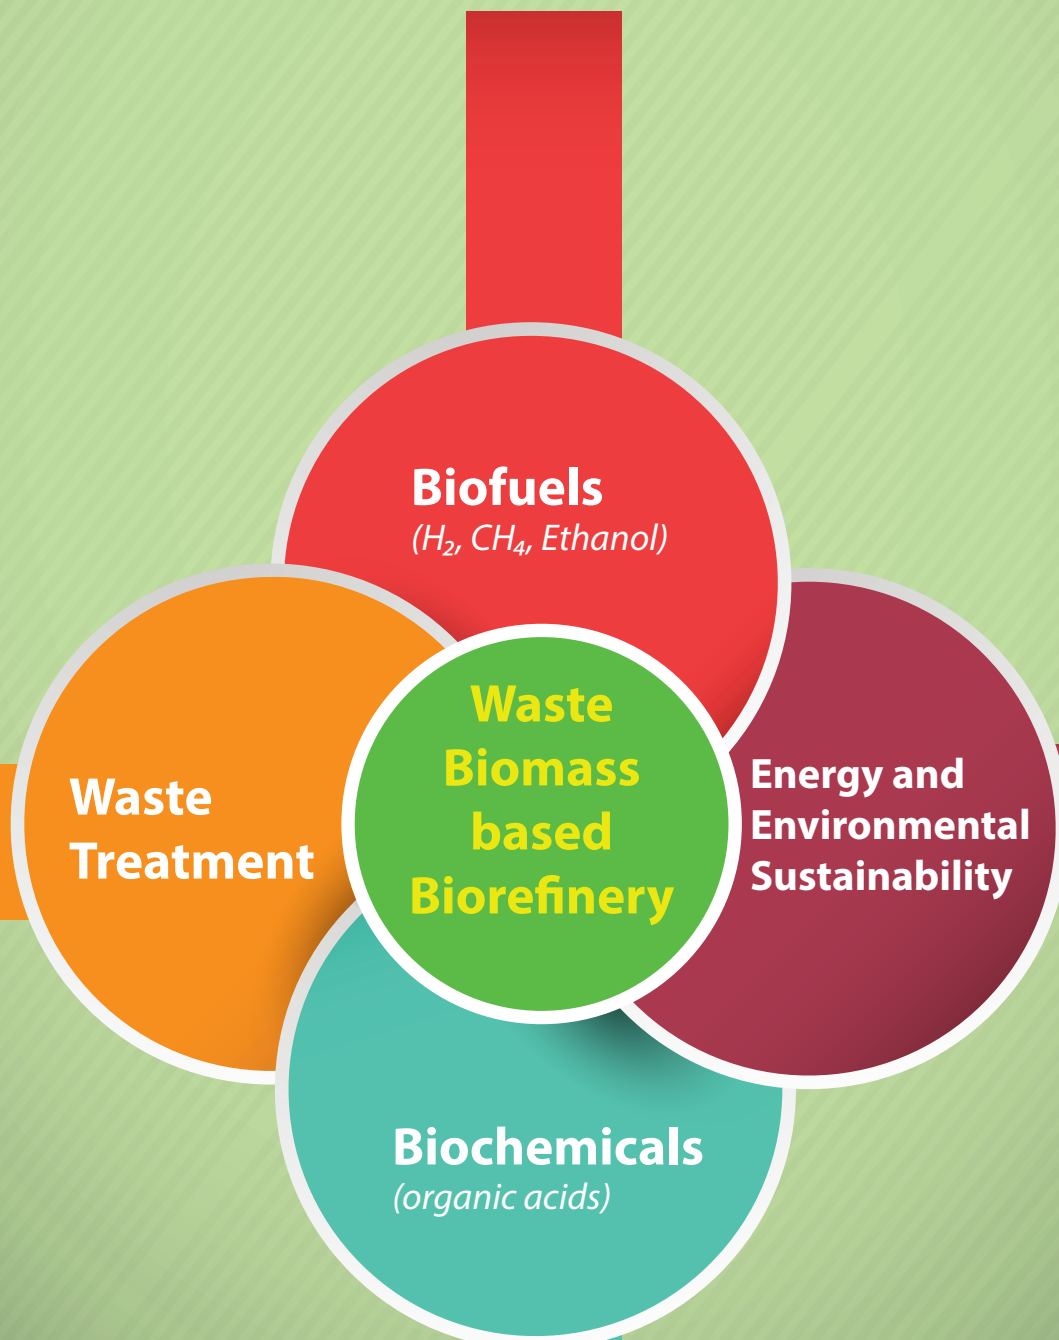 Biofuels
(H₂, CH₄, Ethanol)
Waste
Treatment
Waste
Biomass
based
Biorefinery
Energy and
Environmental
Sustainability
Biochemicals
(organic acids)